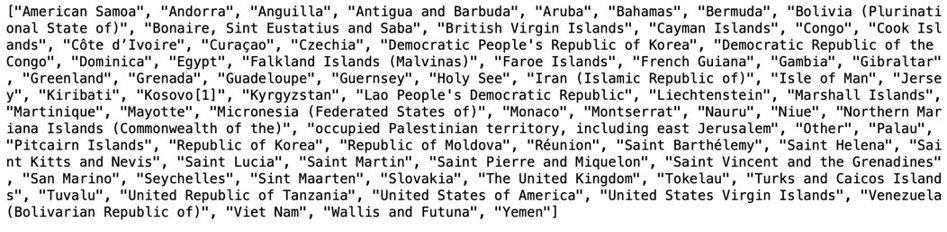 ["American Samoa", "Andorra", "Anguilla", "Antigua and Barbuda", "Aruba", "Bahamas", "Bermuda", "Bolivia (Plurinati
onal State of)", "Bonaire, Sint Eustatius and Saba", "British Virgin Islands", "Cayman Islands", "Congo", "Cook Isl
ands", "Côte d’Ivoire", "Curaçao", "Czechia", "Democratic People's Republic of Korea", "Democratic Republic of the 
Congo", "Dominica", "Egypt", "Falkland Islands (Malvinas)", "Faroe Islands", "French Guiana", "Gambia", "Gibraltar"
, "Greenland", "Grenada", "Guadeloupe", "Guernsey", "Holy See", "Iran (Islamic Republic of)", "Isle of Man", "Jerse
y", "Kiribati", "Kosovo[1]", "Kyrgyzstan", "Lao People's Democratic Republic", "Liechtenstein", "Marshall Islands", 
"Martinique", "Mayotte", "Micronesia (Federated States of)", "Monaco", "Montserrat", "Nauru", "Niue", "Northern Mar
iana Islands (Commonwealth of the)", "occupied Palestinian territory, including east Jerusalem", "Other", "Palau", 
"Pitcairn Islands", "Republic of Korea", "Republic of Moldova", "Réunion", "Saint Barthélemy", "Saint Helena", "Sai
nt Kitts and Nevis", "Saint Lucia", "Saint Martin", "Saint Pierre and Miquelon", "Saint Vincent and the Grenadines"
, "San Marino", "Seychelles", "Sint Maarten", "Slovakia", "The United Kingdom", "Tokelau", "Turks and Caicos Island
s", "Tuvalu", "United Republic of Tanzania", "United States of America", "United States Virgin Islands", "Venezuela 
(Bolivarian Republic of)", "Viet Nam", "Wallis and Futuna", "Yemen"]